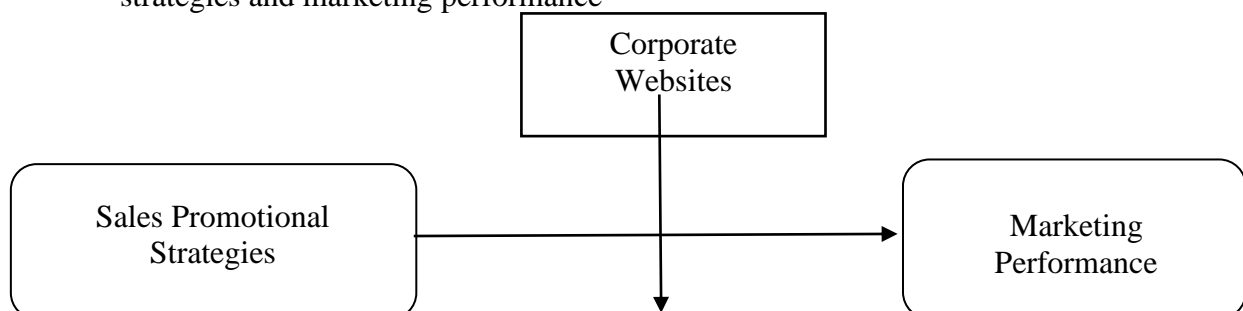 strategies and marketing performance
Corporate
Websites
Sales Promotional
Strategies
Marketing
Performance